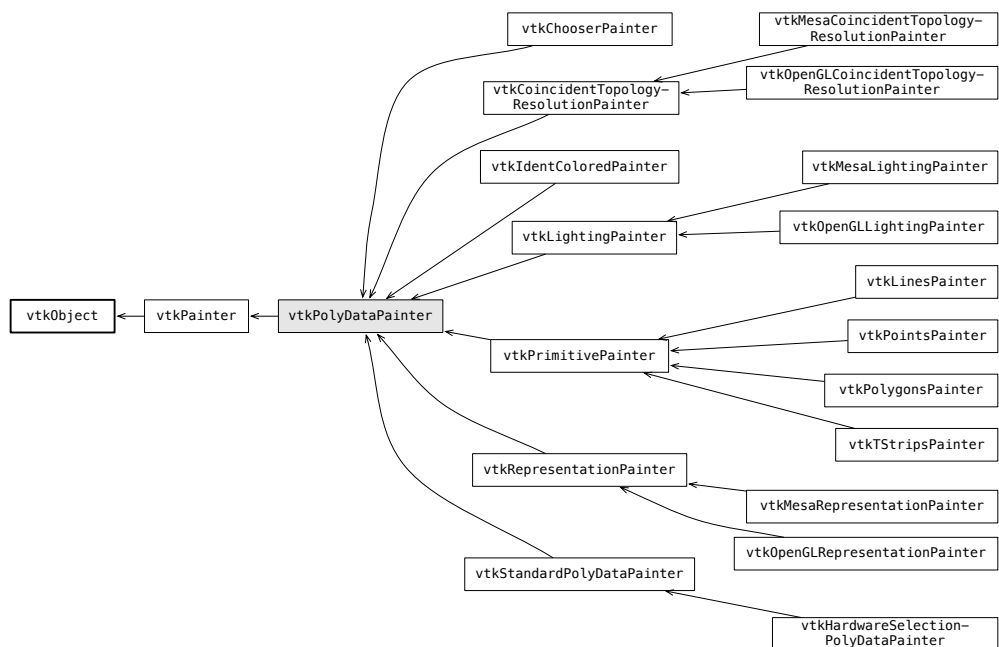 vtkChooserPainter
vtkMesaCoincidentTopology–
ResolutionPainter
vtkOpenGLCoincidentTopology–
ResolutionPainter
vtkCoincidentTopology–
ResolutionPainter
vtkIdentColoredPainter
vtkMesaLightingPainter
vtkOpenGLLightingPainter
vtkLightingPainter
vtkLinesPainter
vtkObject
vtkPainter
vtkPolyDataPainter
vtkPointsPainter
vtkPrimitivePainter
vtkPolygonsPainter
vtkTStripsPainter
vtkRepresentationPainter
vtkMesaRepresentationPainter
vtkOpenGLRepresentationPainter
vtkStandardPolyDataPainter
vtkHardwareSelection–
PolyDataPainter